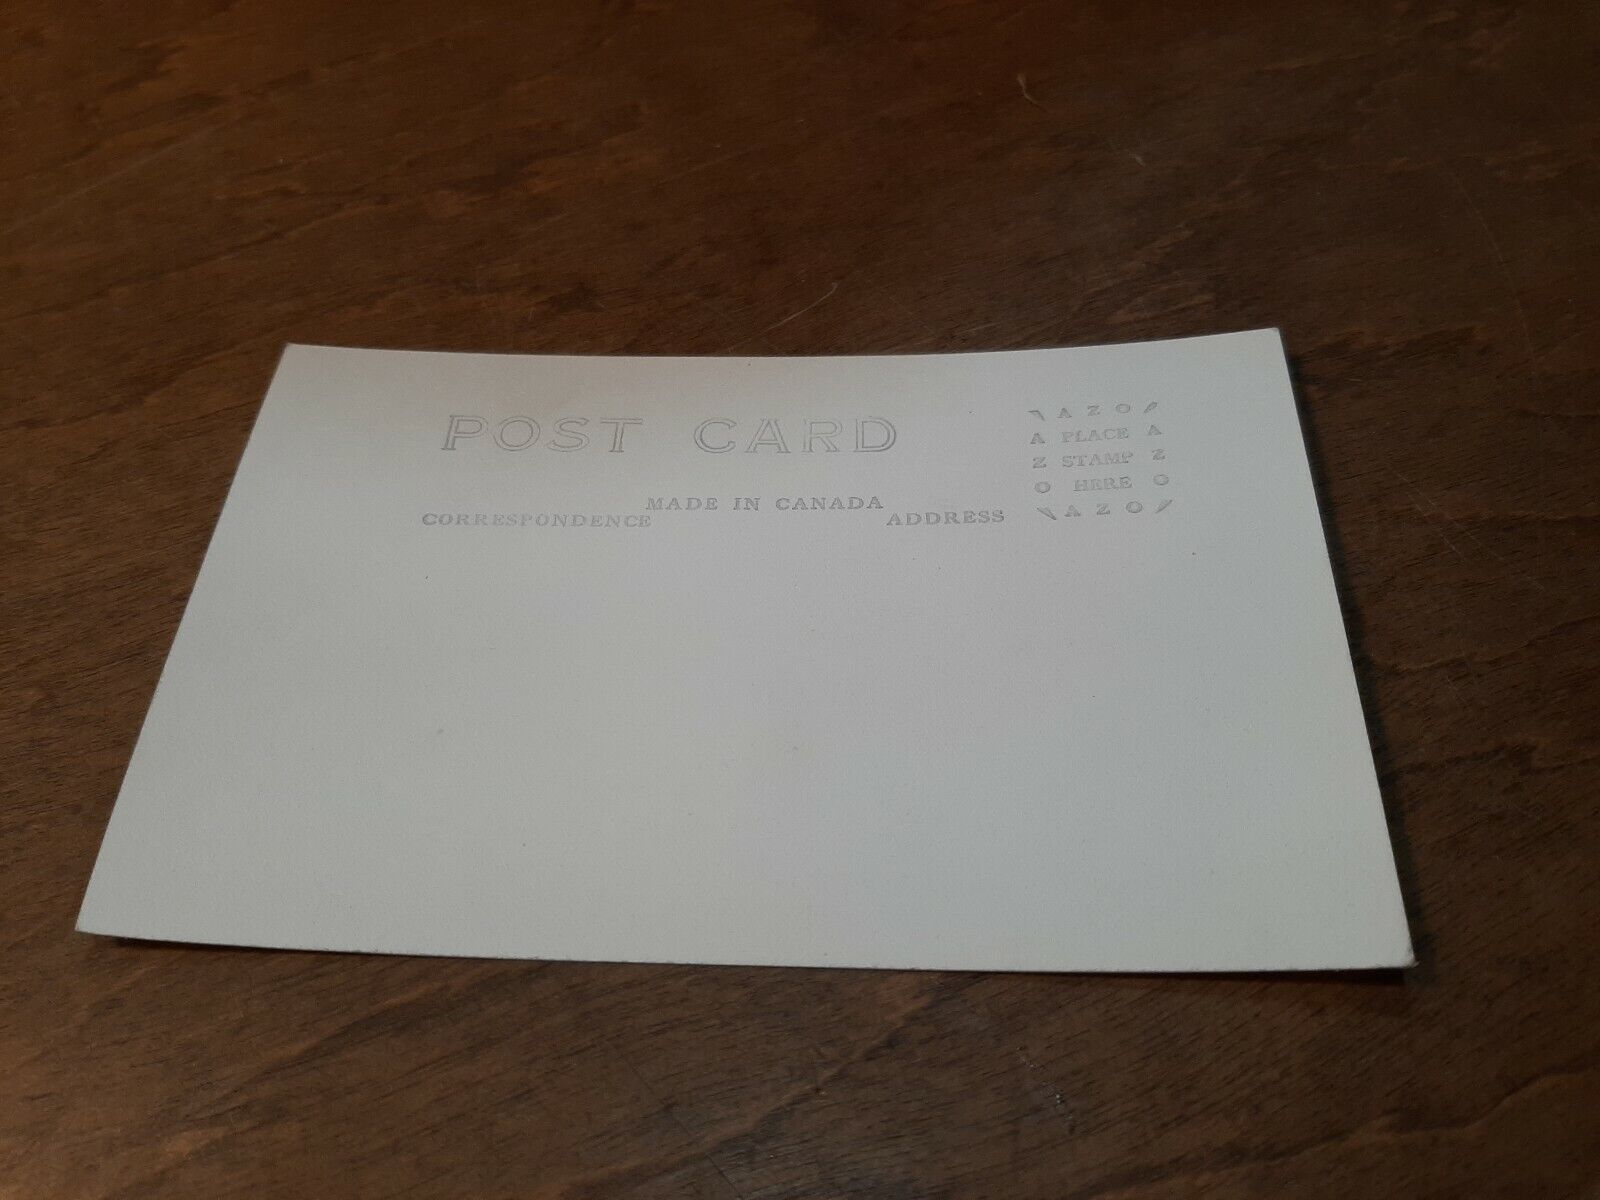 POST CARD
MADE IN CANADA
CORRESPONDENCE
ADDRESS
AZO
A PLACE A
Z STAMP Z
O HERE O
AZO